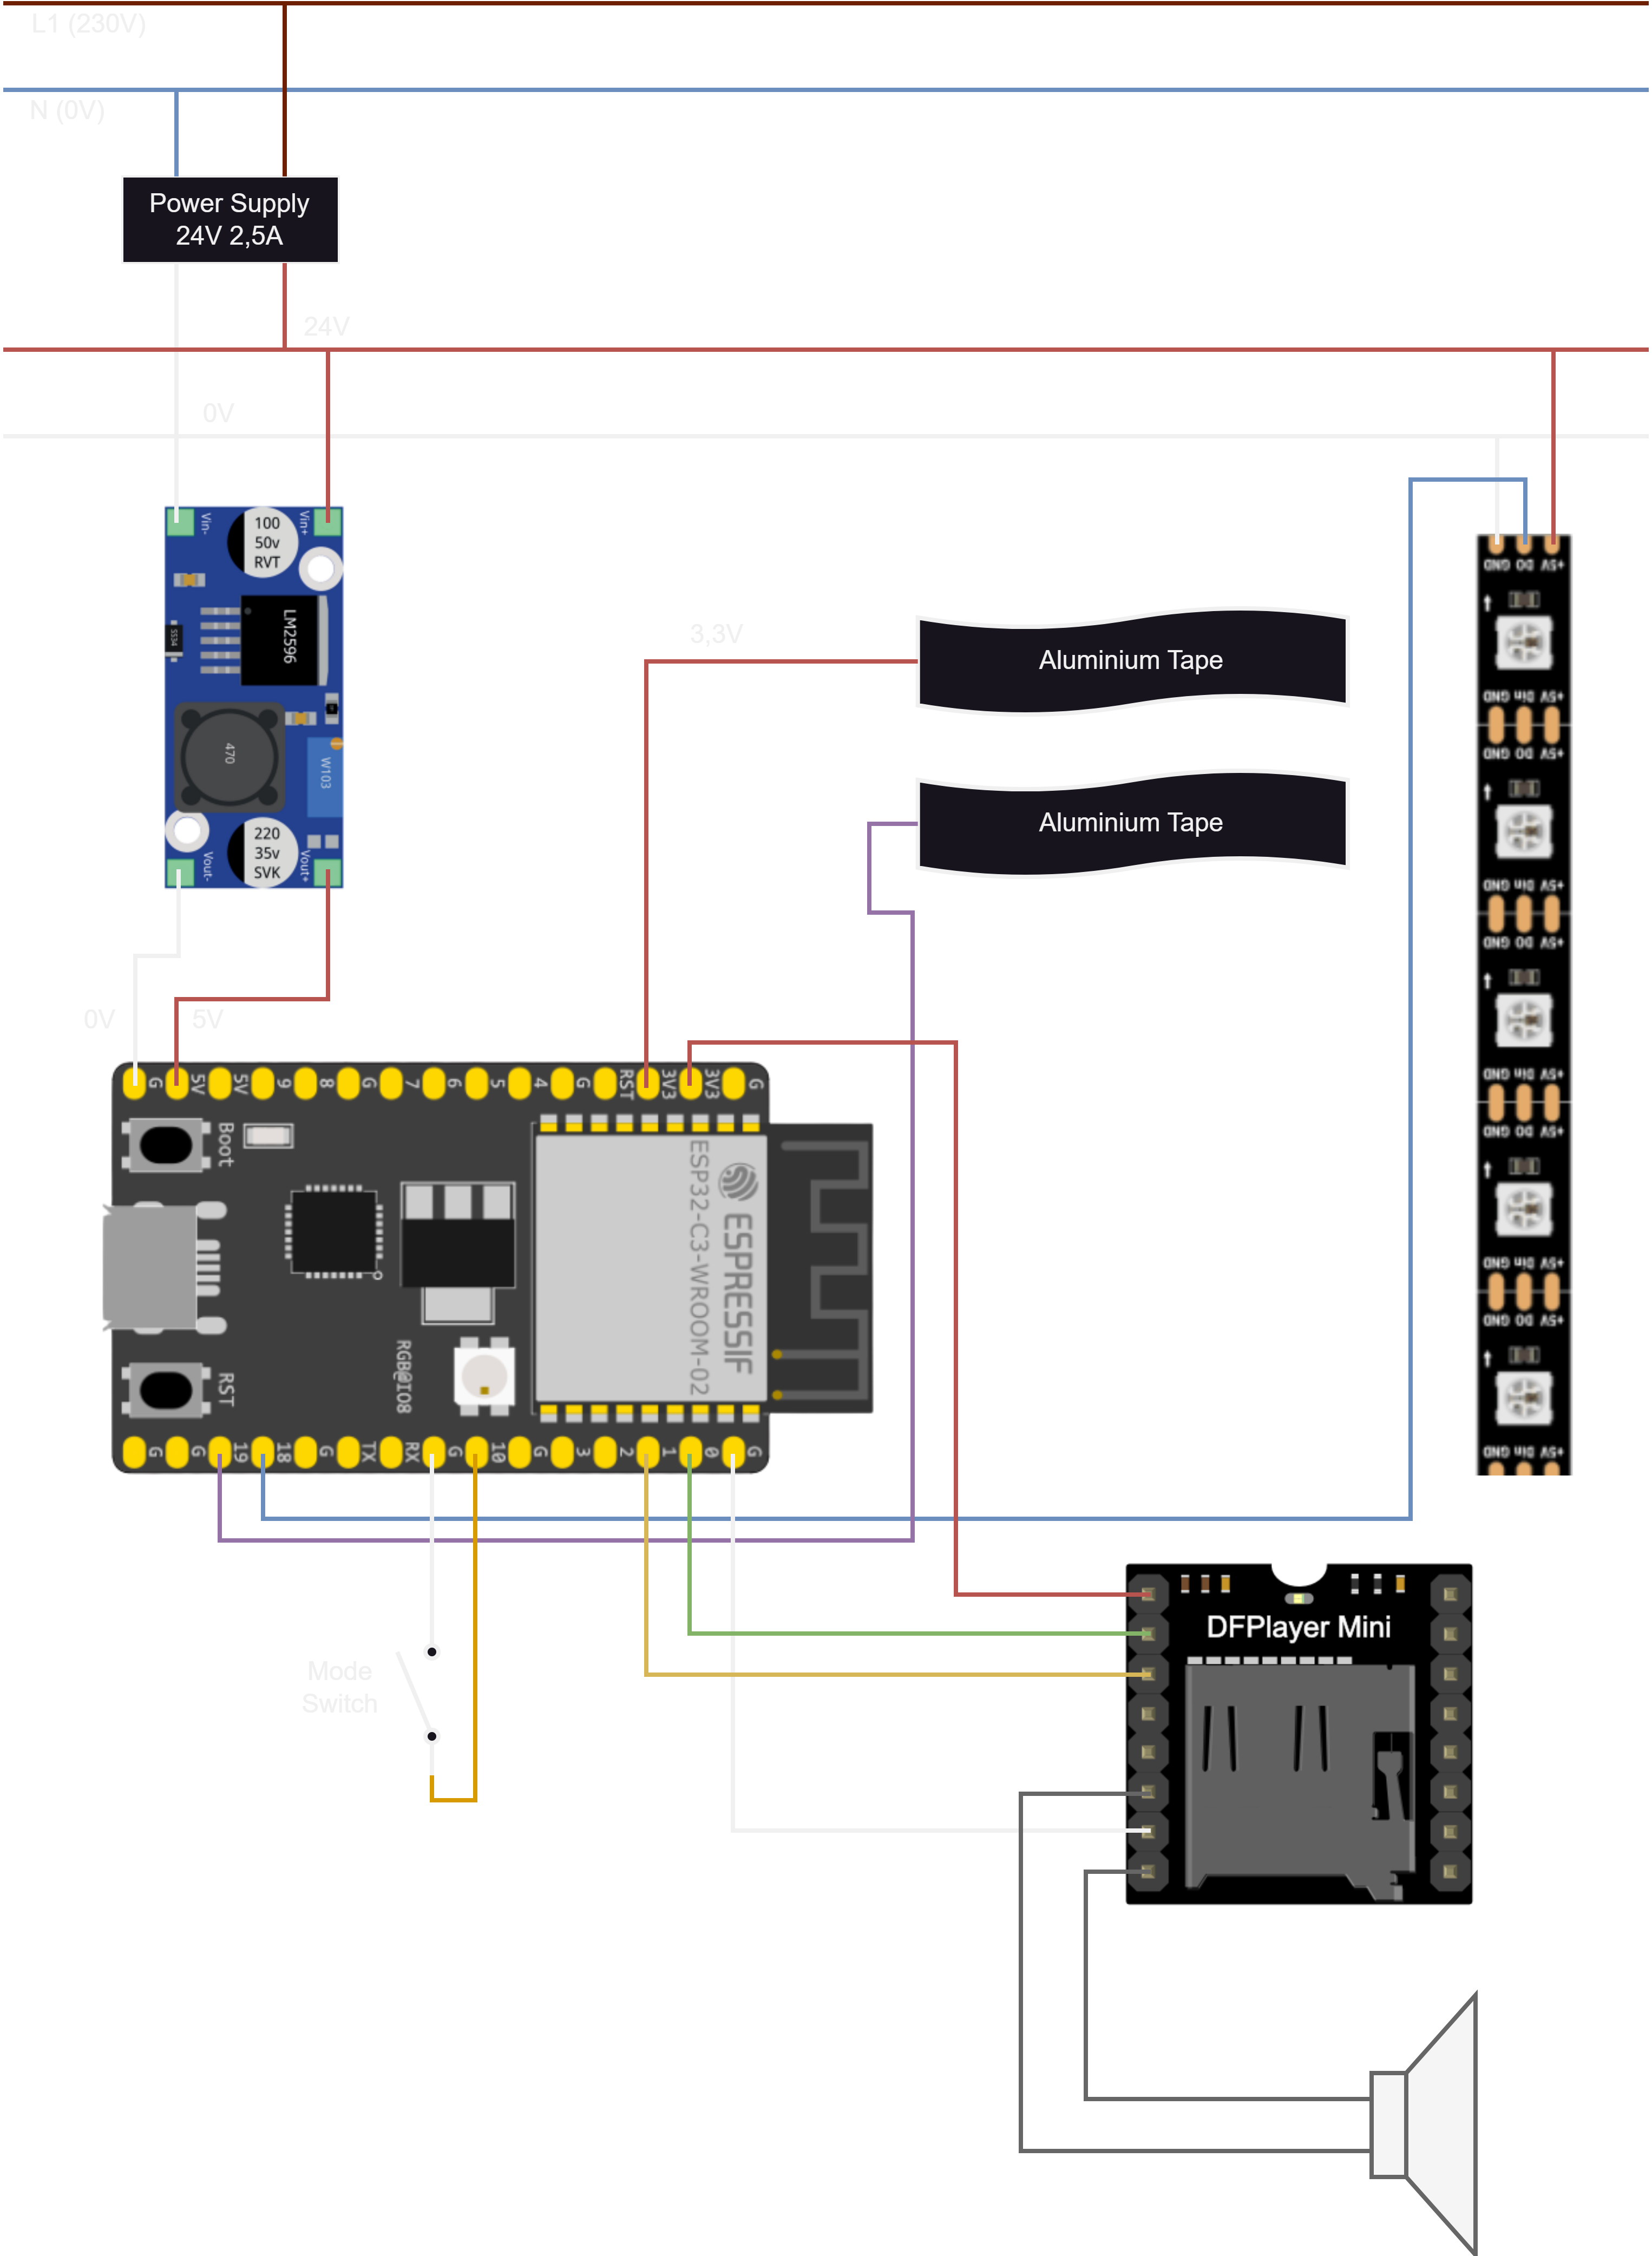 L1 (230V)
N (0V)
Power Supply
24V 2,5A
24V
0V
Vin-
100
50v
RVT
Vin+
LM2596
SS34
470
W103
220
35v
SVK
Vout-
Vout+
0V
5V
3,3V
Aluminium Tape
Aluminium Tape
GND DO +5V
GND Din +5V
GND DO +5V
GND Din +5V
GND DO +5V
GND Din +5V
GND DO +5V
GND Din +5V
GND DO +5V
GND Din +5V
G 5V 5V 9 8 G 7 6 5 4 G RST 3V3 3V3 G
Boot
RST
RGB@IO8
ESPRESSIF
ESP32-C3-WROOM-02
G G 19 18 G TX RX G 10 G 3 2 1 0 G
Mode
Switch
DFPlayer Mini